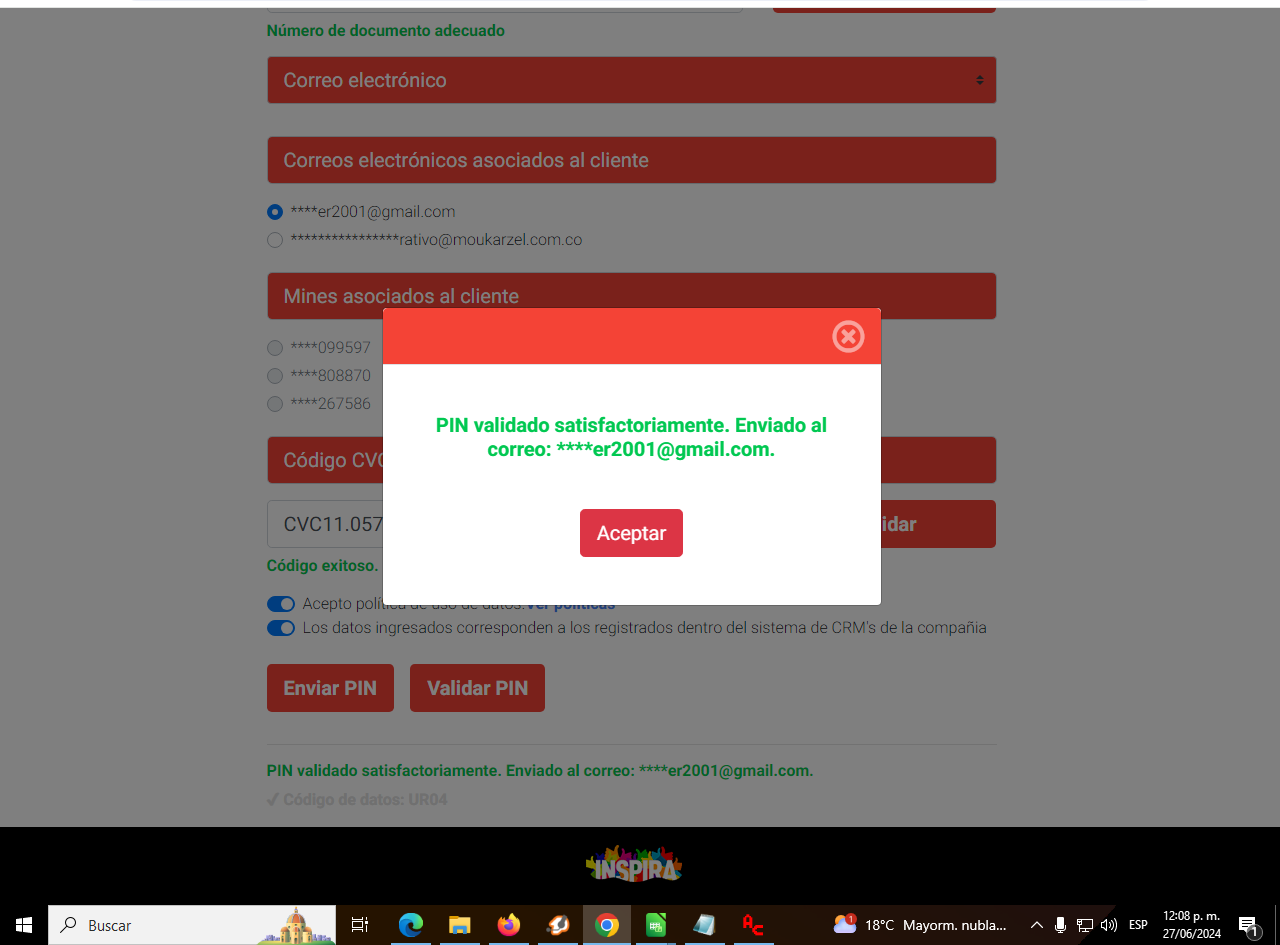 Número de documento adecuado
Correo electrónico
Correos electrónicos asociados al cliente
****er2001@gmail.com
****************rativo@moukarzel.com.co
Mines asociados al cliente
****099597
****808870
****267586
PIN validado satisfactoriamente. Enviado al
correo: ****er2001@gmail.com.
Aceptar
Código CVC
CVC11.057
idar
Código exitoso.
Acepto política de uso de datos. Ver políticas
Los datos ingresados corresponden a los registrados dentro del sistema de CRM's de la compañia
Enviar PIN
Validar PIN
PIN validado satisfactoriamente. Enviado al correo: ****er2001@gmail.com.
✓ Código de datos: UR04
INSPIRA
Buscar
1
18°C Mayorm. nubla...
ESP
12:08 p. m.
27/06/2024
1